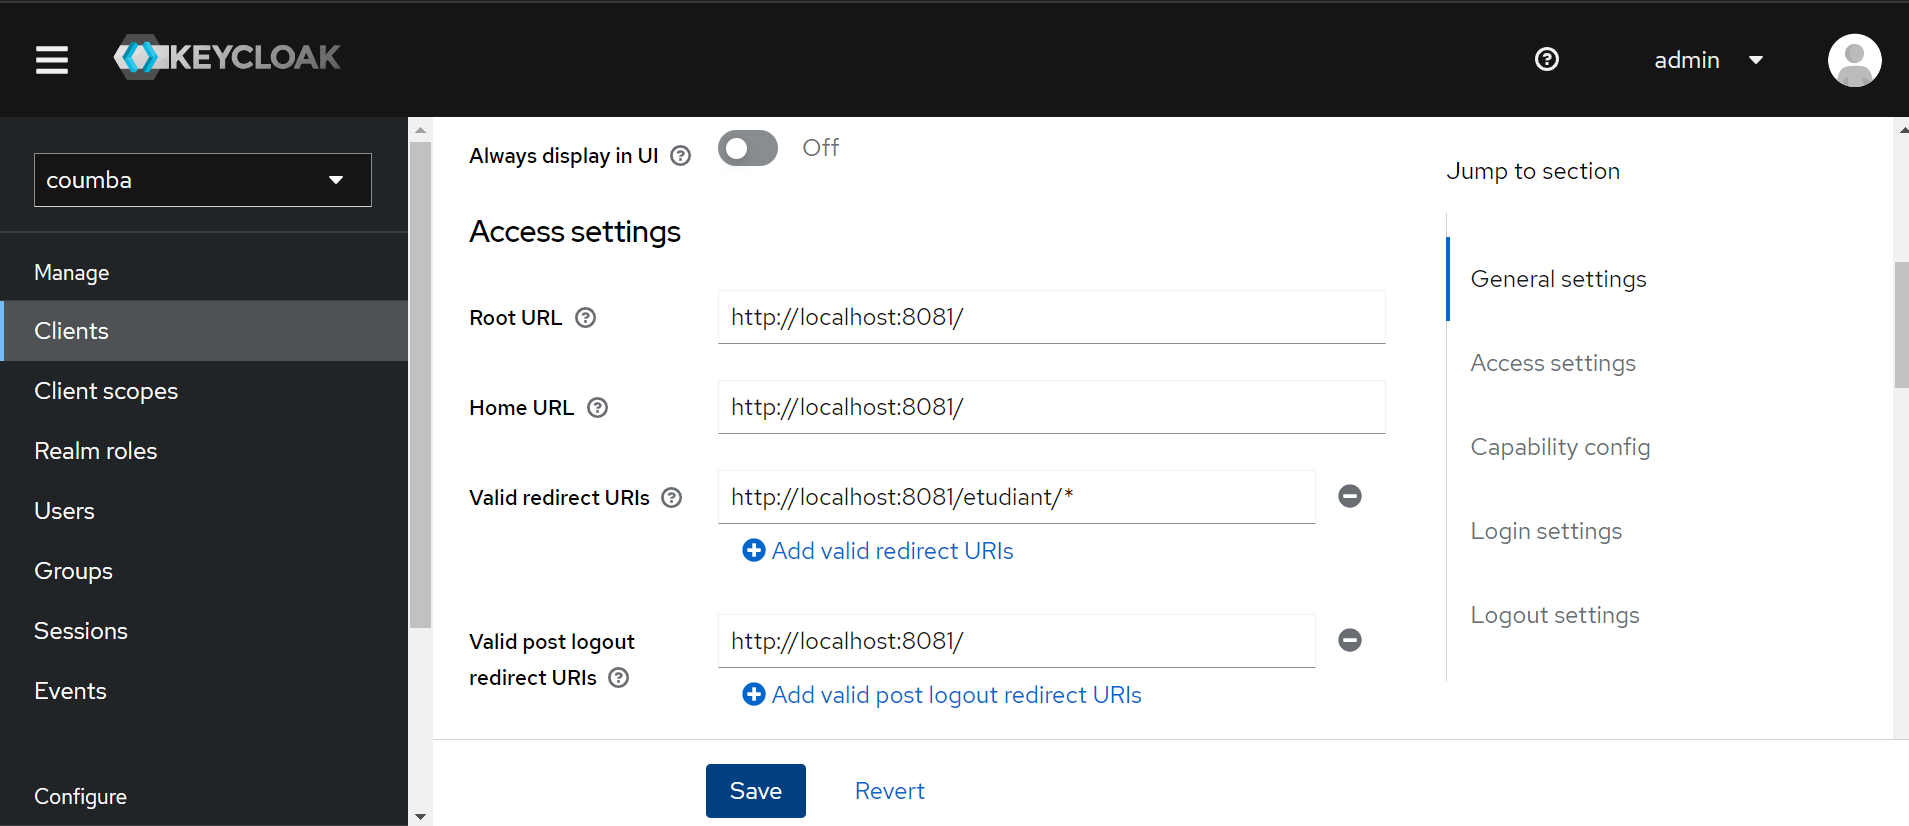 KEYCLOAK
admin
coumba
Manage
Clients
Client scopes
Realm roles
Users
Groups
Sessions
Events
Configure
Always display in UI
Off
Access settings
Root URL
http://localhost:8081/
Home URL
http://localhost:8081/
Valid redirect URIs
http://localhost:8081/etudiant/*
Add valid redirect URIs
Valid post logout
redirect URIs
http://localhost:8081/
Add valid post logout redirect URIs
Save
Revert
Jump to section
General settings
Access settings
Capability config
Login settings
Logout settings